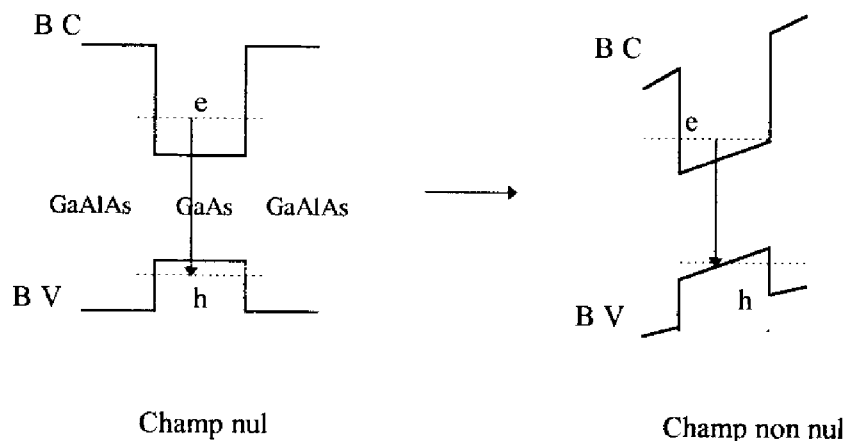 B C
e
GaAlAs GaAs GaAlAs
h
B V
Champ nul
B C
e
h
B V
Champ non nul